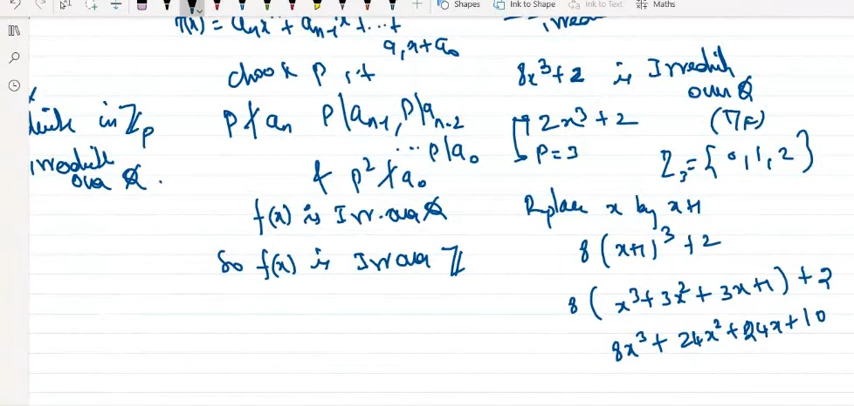 Shapes Ink to Shape Ink to Text Maths
f(x) = aₙxⁿ + aₙ₋₁x + ... +
a₁x + a₀
choose P s.t
P ∤ aₙ P | aₙ₋₁, P | aₙ₋₂
... P | a₀
& P² ∤ a₀
f(x) is Irr. over Q
So f(x) is Irr over Z
in Zₚ
irreducible
over Q.
8x³ + 2 is Irreducible
over Q
(T/F)
2x³ + 2
P = 3
Z₃ = {0, 1, 2}
Replace x by x+1
8(x+1)³ + 2
8(x³ + 3x² + 3x + 1) + 2
8x³ + 24x² + 24x + 10